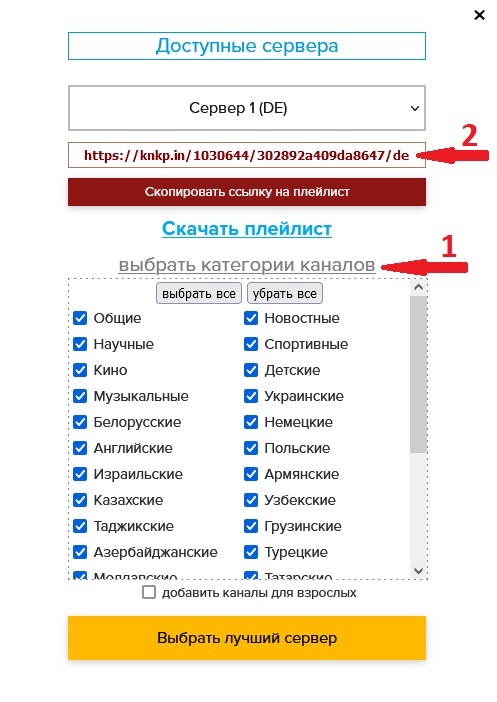 ×
Доступные сервера
Сервер 1 (DE)
2
https://knkp.in/1030644/302892a409da8647/de
Скопировать ссылку на плейлист
Скачать плейлист
1
выбрать категории каналов
выбрать все убрать все
Общие Новостные
Научные Спортивные
Кино Детские
Музыкальные Украинские
Белорусские Немецкие
Английские Польские
Израильские Армянские
Казахские Узбекские
Таджикские Грузинские
Азербайджанские Турецкие
Молдавские Татарские
добавить каналы для взрослых
Выбрать лучший сервер